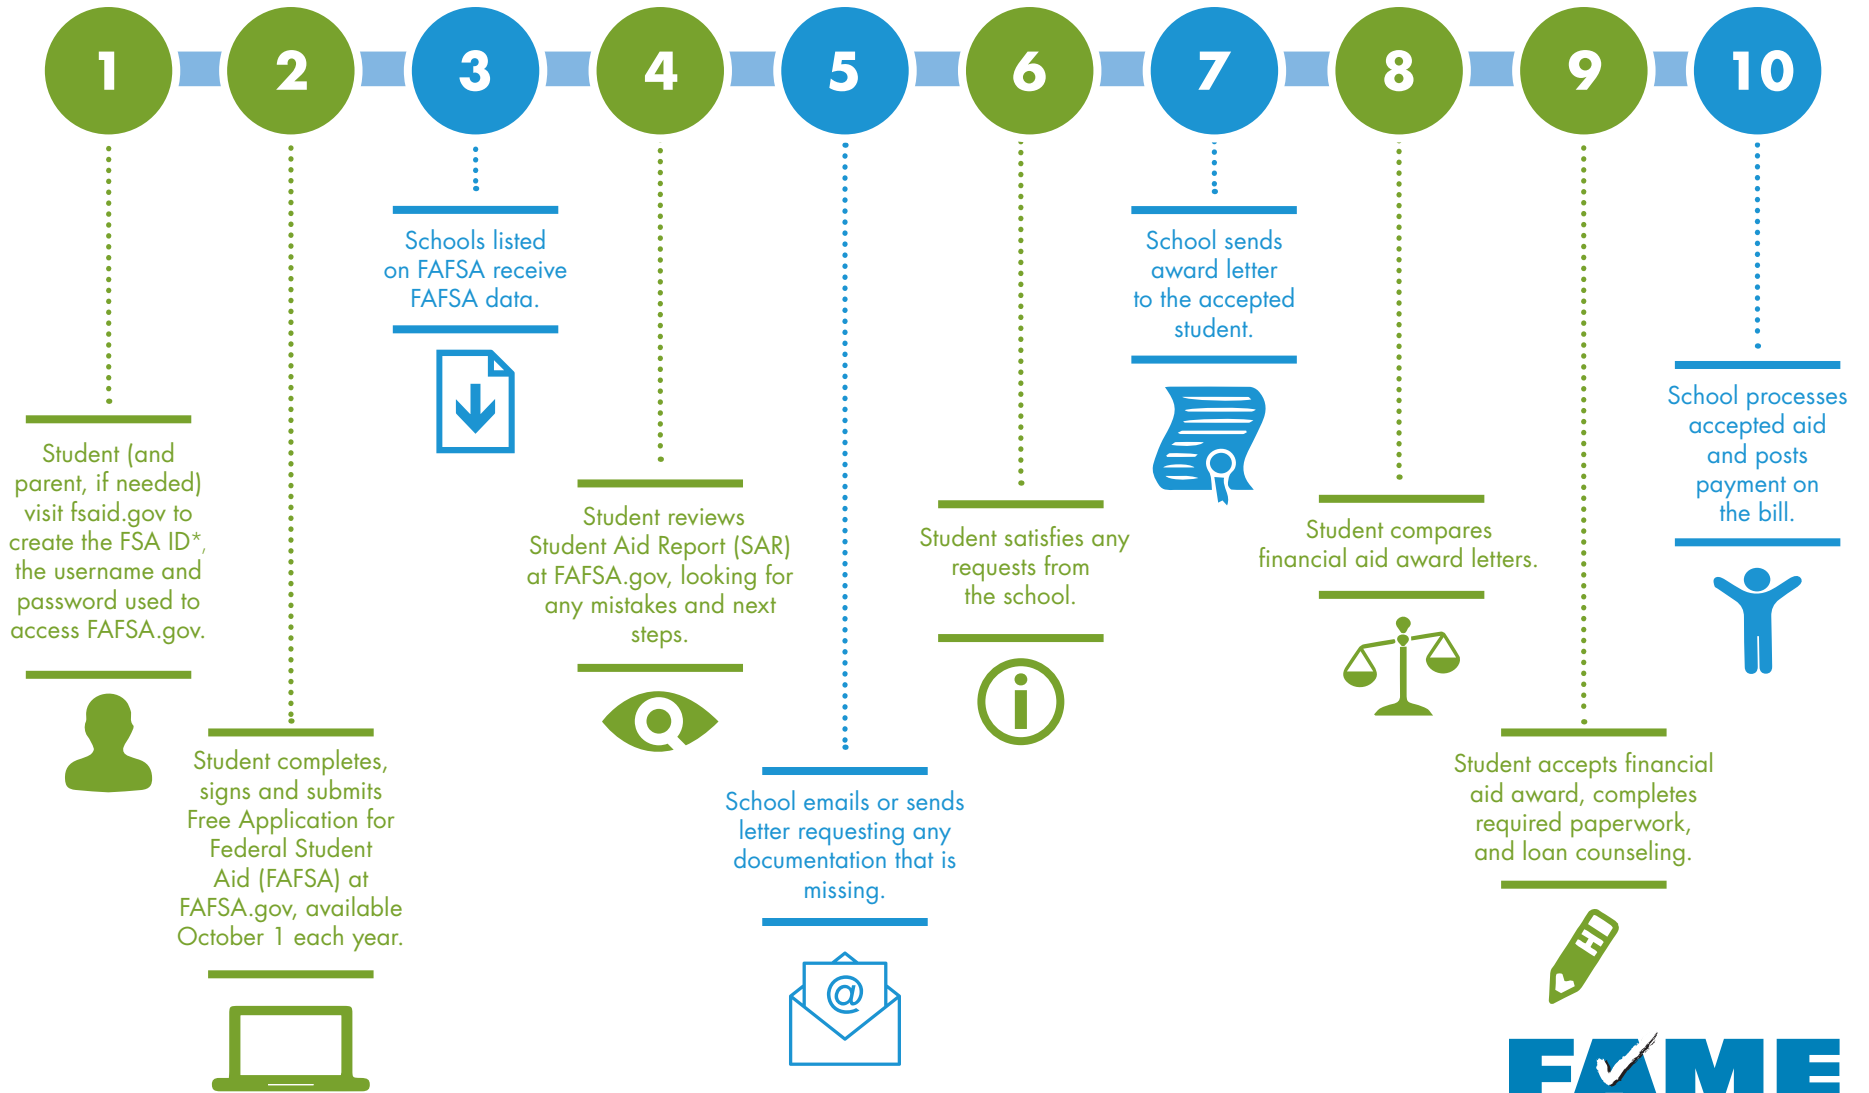 1
2
3
4
5
6
7
8
9
10
Student (and
parent, if needed)
visit fsaid.gov to
create the FSA ID*,
the username and
password used to
access FAFSA.gov.
Student completes,
signs and submits
Free Application for
Federal Student
Aid (FAFSA) at
FAFSA.gov, available
October 1 each year.
Schools listed
on FAFSA receive
FAFSA data.
Student reviews
Student Aid Report (SAR)
at FAFSA.gov, looking for
any mistakes and next
steps.
School emails or sends
letter requesting any
documentation that is
missing.
@
Student satisfies any
requests from
the school.
i
School sends
award letter
to the accepted
student.
Student compares
financial aid award letters.
Student accepts financial
aid award, completes
required paperwork,
and loan counseling.
School processes
accepted aid
and posts
payment on
the bill.
FAME